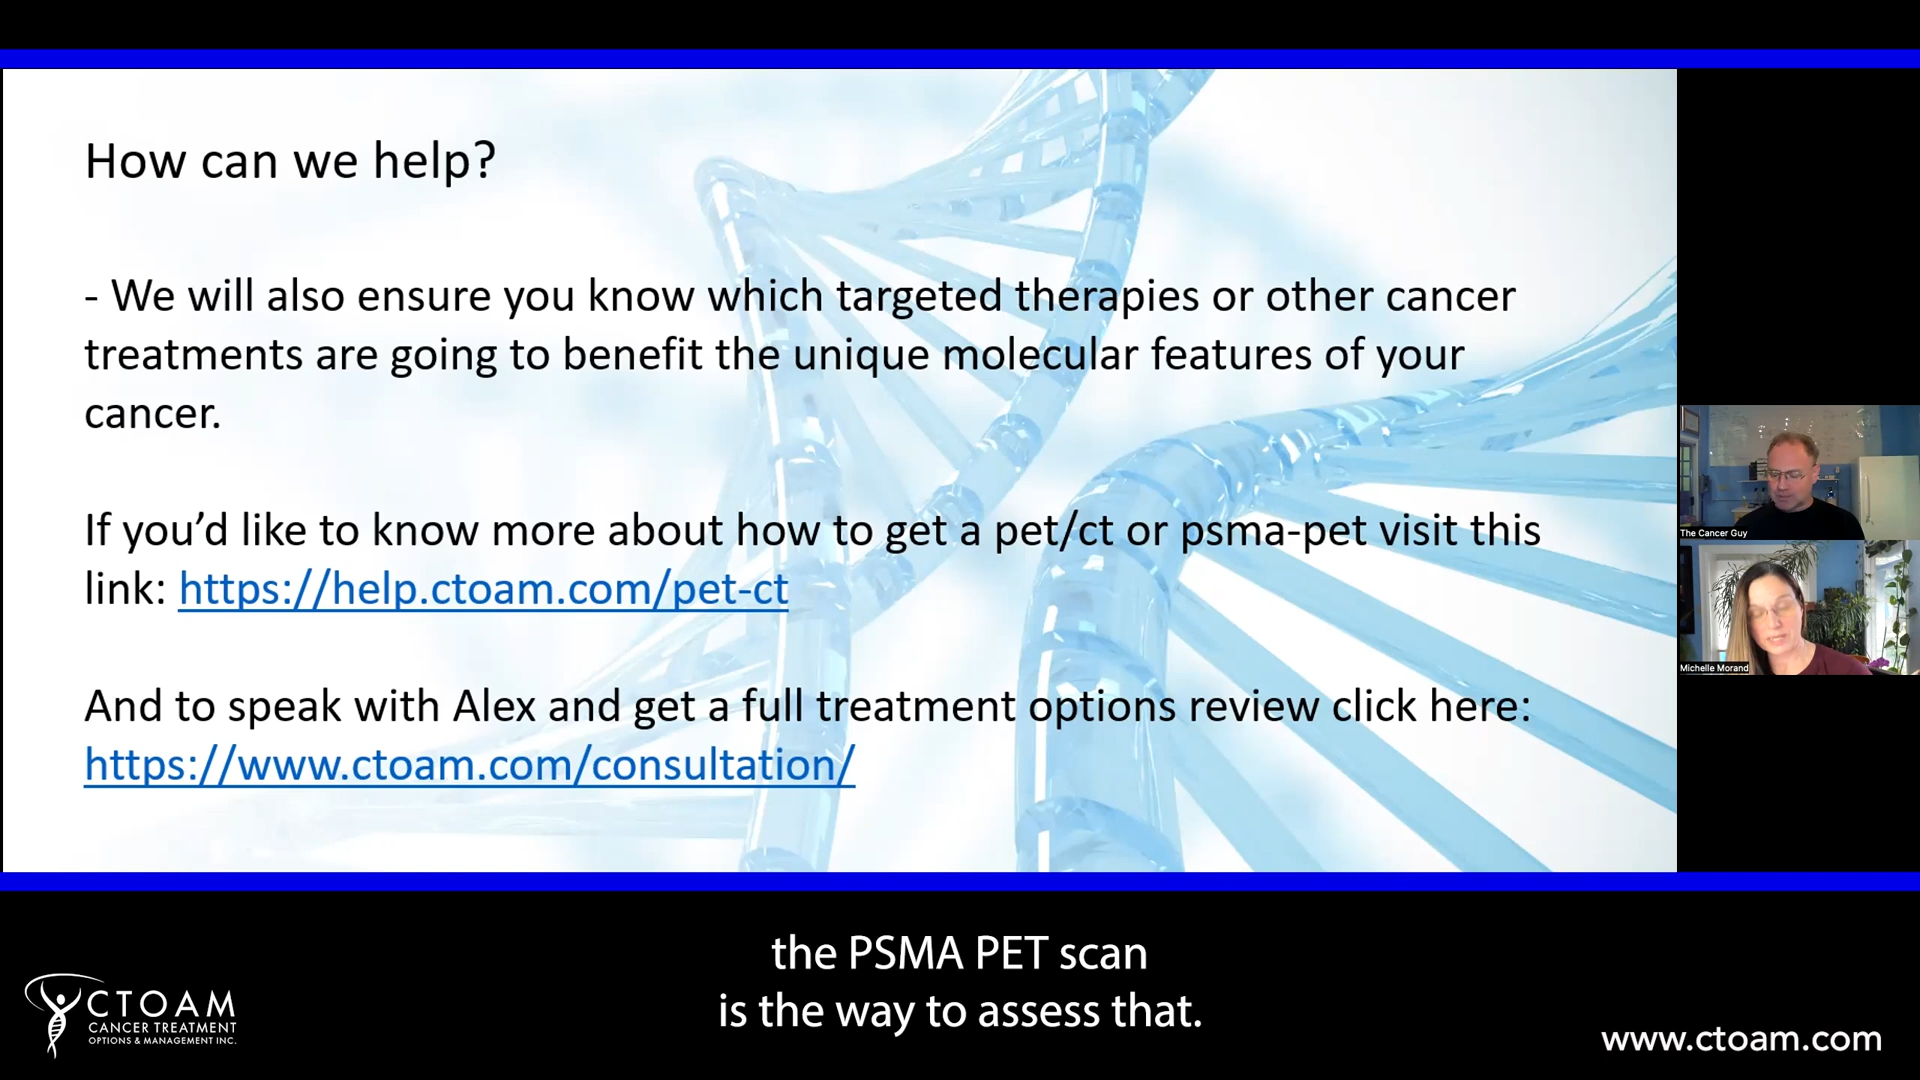 How can we help?
- We will also ensure you know which targeted therapies or other cancer
treatments are going to benefit the unique molecular features of your
cancer.
If you’d like to know more about how to get a pet/ct or psma-pet visit this
link: https://help.ctoam.com/pet-ct
And to speak with Alex and get a full treatment options review click here:
https://www.ctoam.com/consultation/
The Cancer Guy
Michelle Morand
the PSMA PET scan
is the way to assess that.
CTOAM
CANCER TREATMENT
OPTIONS & MANAGEMENT INC.
www.ctoam.com